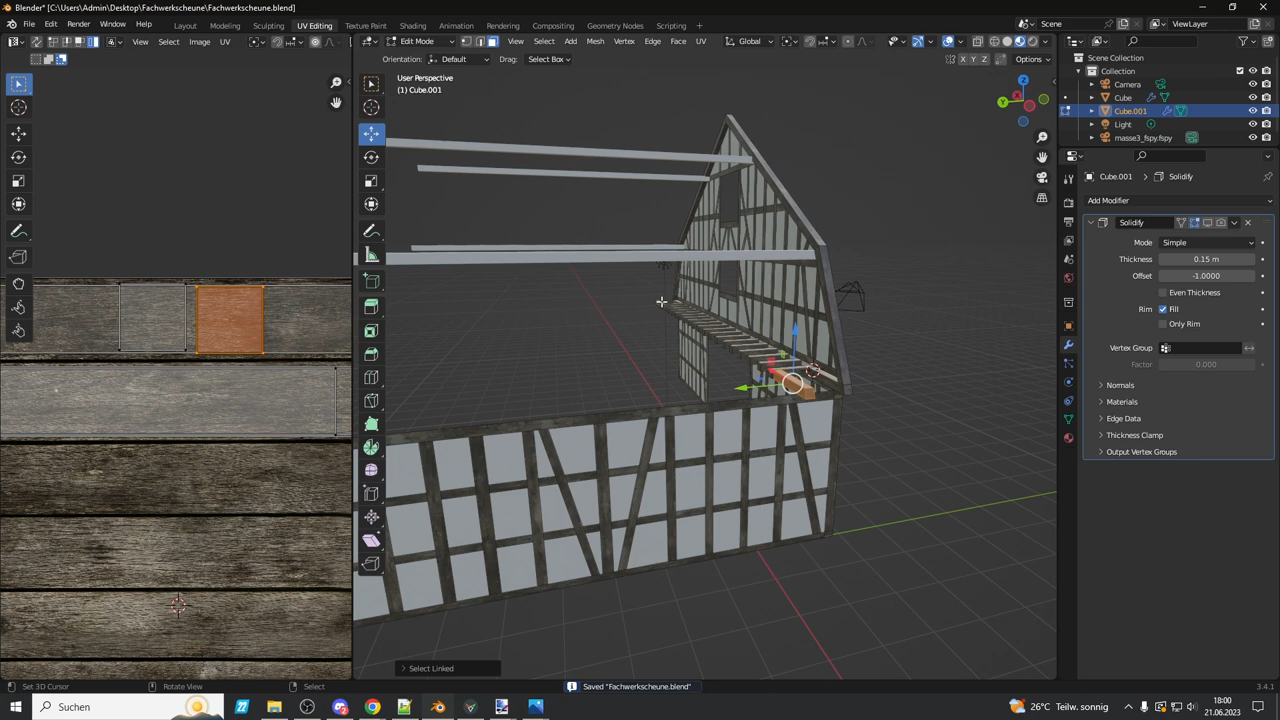 Blender* [C:\Users\Admin\Desktop\Fachwerkscheune\Fachwerkscheune.blend]
File Edit Render Window Help Layout Modeling Sculpting UV Editing Texture Paint Shading Animation Rendering Compositing Geometry Nodes Scripting + Scene ViewLayer
View Select Image UV Edit Mode View Select Add Mesh Vertex Edge Face UV Global
Orientation: Default Drag: Select Box X Y Z Options
User Perspective
(1) Cube.001
Scene Collection
Collection
Camera
Cube
Cube.001
Light
masse3_fspy.fspy
Cube.001 > Solidify
Add Modifier
Solidify
Mode Simple
Thickness 0.15 m
Offset -1.0000
Even Thickness
Rim Fill
Only Rim
Vertex Group
Factor 0.000
Normals
Materials
Edge Data
Thickness Clamp
Output Vertex Groups
Z
Y
X
Select Linked
Set 3D Cursor Rotate View Select Saved "Fachwerkscheune.blend" 3.4.1
Suchen 26°C Teilw. sonnig 18:00
21.06.2023